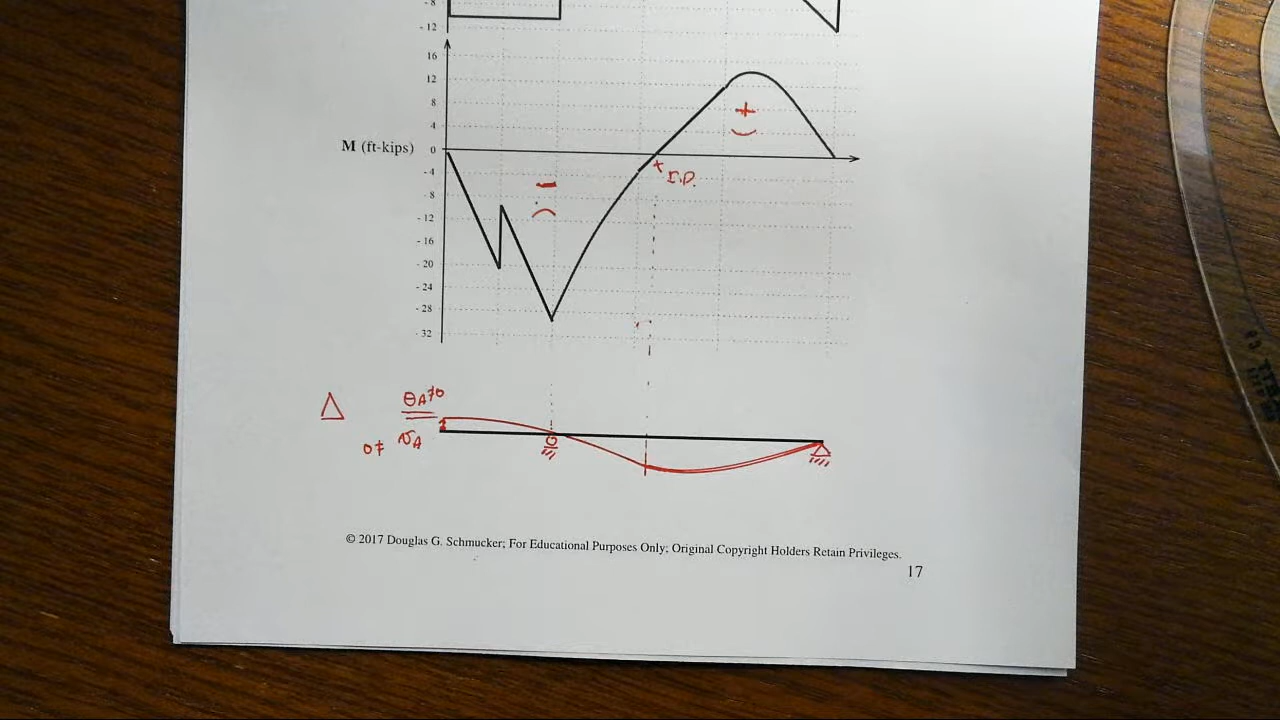 - 8
- 12
16
12
8
4
M (ft-kips) 0
- 4
- 8
- 12
- 16
- 20
- 24
- 28
- 32
+
-
I.P.
Δ
θA≠0
0≠ vA
© 2017 Douglas G. Schmucker; For Educational Purposes Only; Original Copyright Holders Retain Privileges.
17